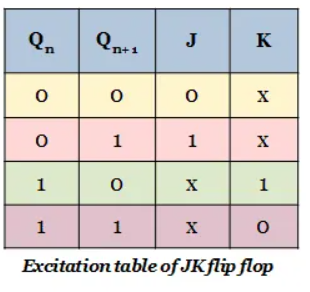 Qn Qn+1 J K
0 0 0 X
0 1 1 X
1 0 X 1
1 1 X 0
Excitation table of JK flip flop